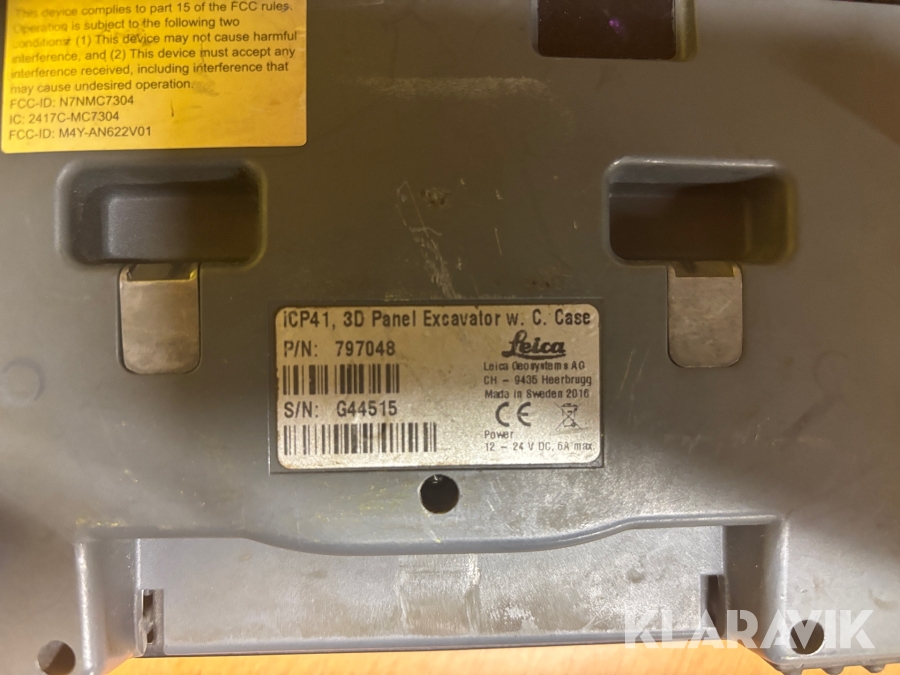 This device complies to part 15 of the FCC rules.
Operation is subject to the following two
conditions: (1) This device may not cause harmful
interference, and (2) This device must accept any
interference received, including interference that
may cause undesired operation.
FCC-ID: N7NMC7304
IC: 2417C-MC7304
FCC-ID: M4Y-AN622V01
iCP41, 3D Panel Excavator w. C. Case
P/N: 797048
Leica
Leica Geosystems AG
CH - 9435 Heerbrugg
Made in Sweden 2016
S/N: G44515
CE
Power
12 - 24 V DC, 6A max.
KLARAVIK